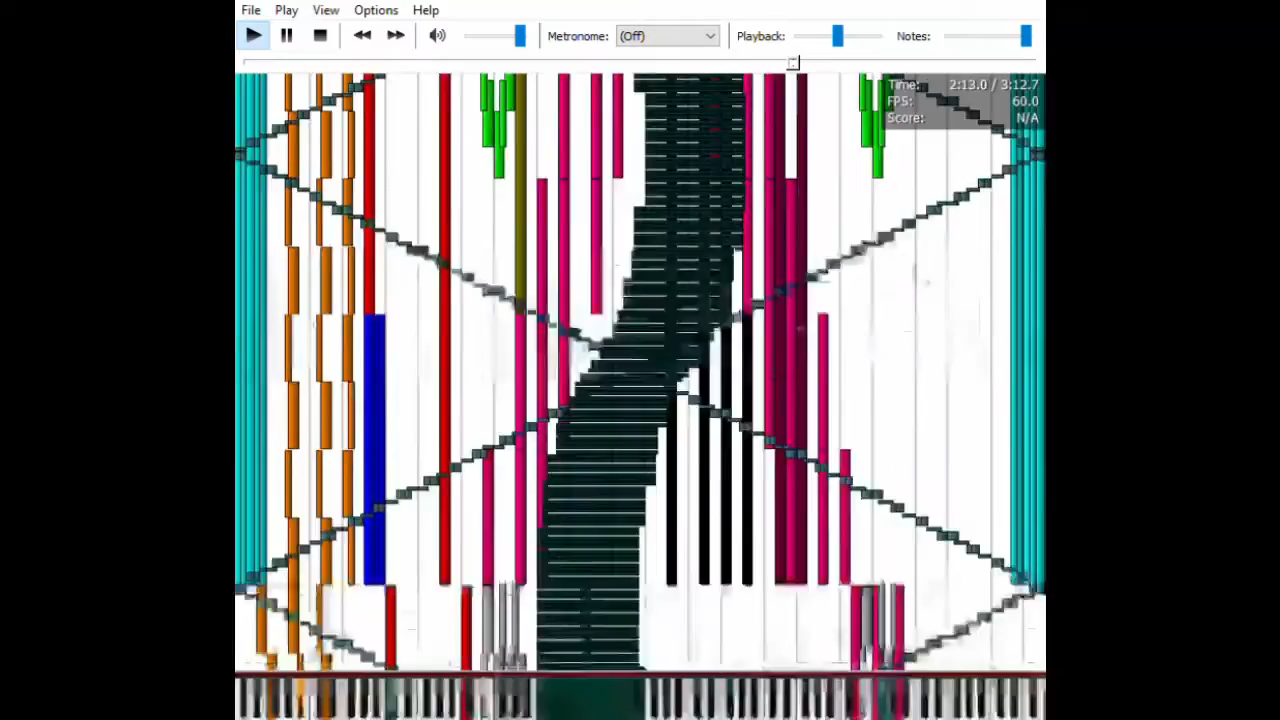 File Play View Options Help
Metronome: (Off) Playback: Notes:
Time: 2:13.0 / 3:12.7
FPS: 60.0
Score: N/A